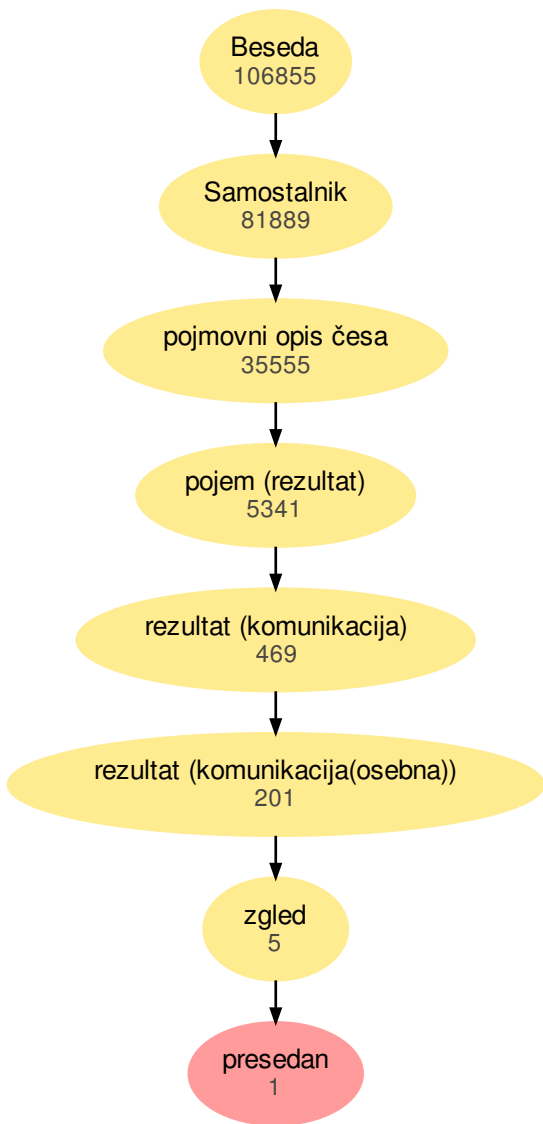 Beseda
106855
Samostalnik
81889
pojmovni opis česa
35555
pojem (rezultat)
5341
rezultat (komunikacija)
469
rezultat (komunikacija(osebna))
201
zgled
5
presedan
1